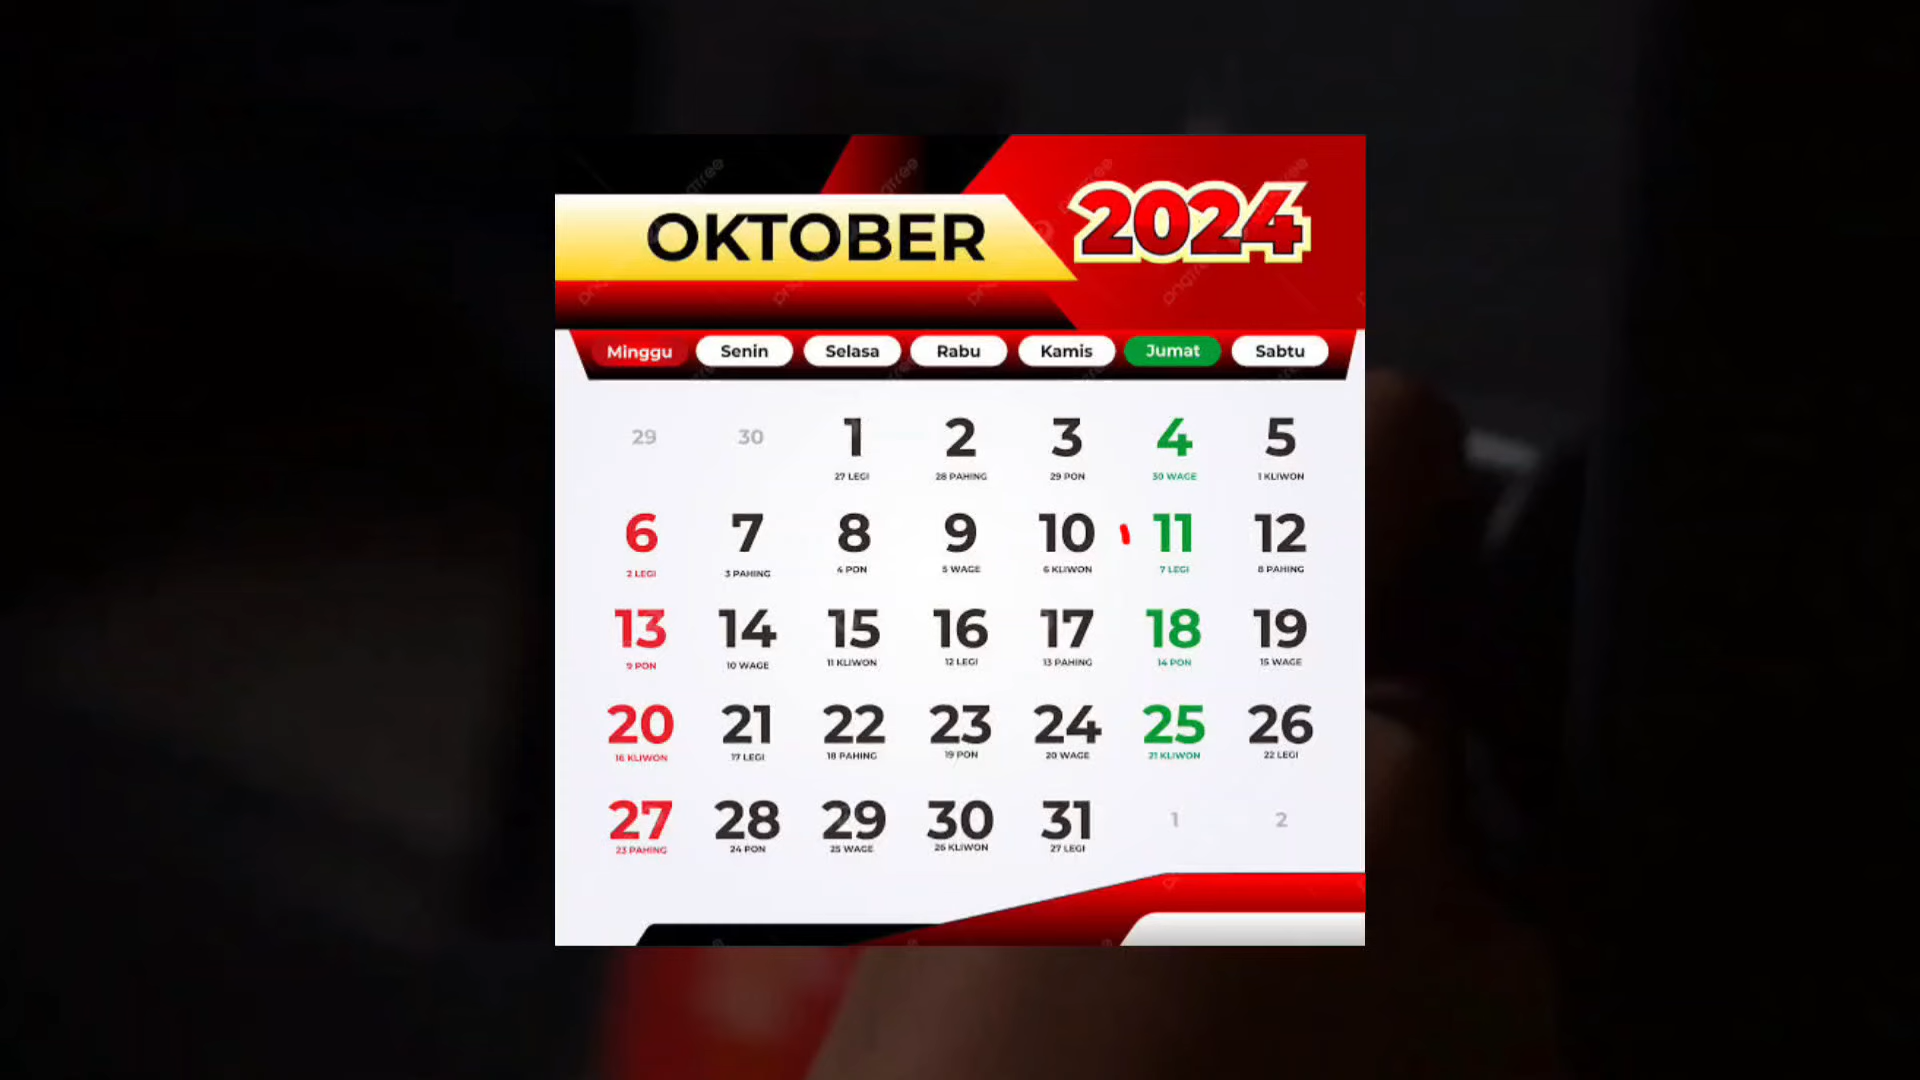 OKTOBER 2024
Minggu Senin Selasa Rabu Kamis Jumat Sabtu
29 30 1 2 3 4 5
27 LEGI 28 PAHING 29 PON 30 WAGE 1 KLIWON
6 7 8 9 10 11 12
2 LEGI 3 PAHING 4 PON 5 WAGE 6 KLIWON 7 LEGI 8 PAHING
13 14 15 16 17 18 19
9 PON 10 WAGE 11 KLIWON 12 LEGI 13 PAHING 14 PON 15 WAGE
20 21 22 23 24 25 26
16 KLIWON 17 LEGI 18 PAHING 19 PON 20 WAGE 21 KLIWON 22 LEGI
27 28 29 30 31 1 2
23 PAHING 24 PON 25 WAGE 26 KLIWON 27 LEGI